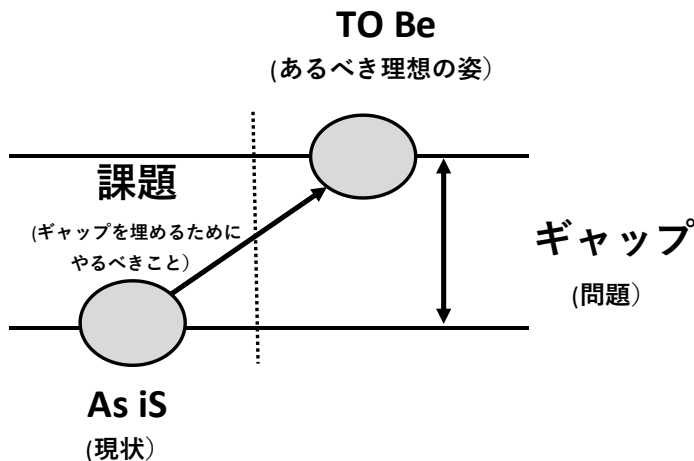 TO Be
(あるべき理想の姿）
課題
(ギャップを埋めるために
やるべきこと）
ギャップ
(問題）
As iS
(現状）